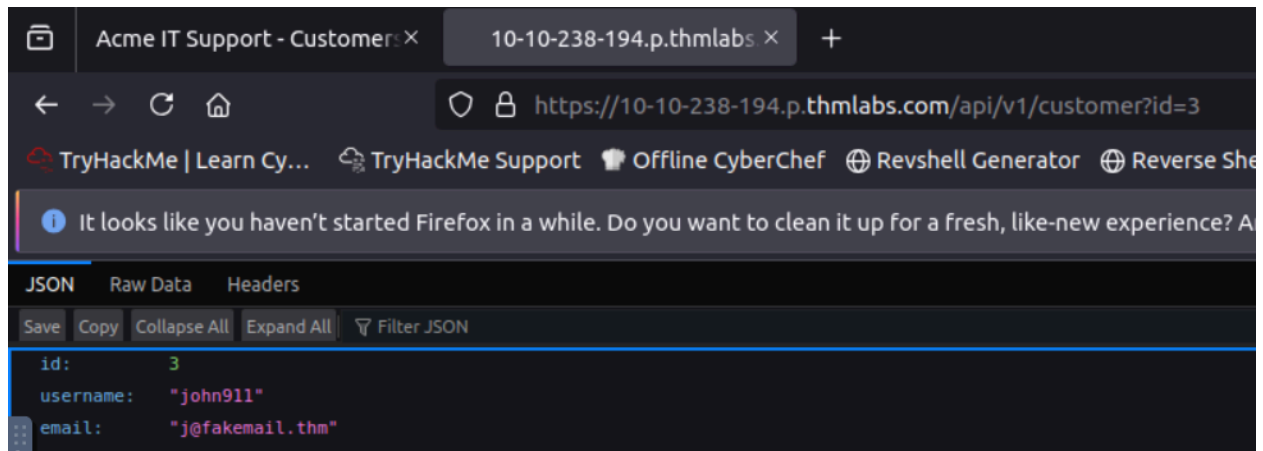 Acme IT Support - Customers
10-10-238-194.p.thmlabs.
https://10-10-238-194.p.thmlabs.com/api/v1/customer?id=3
TryHackMe | Learn Cy... TryHackMe Support Offline CyberChef Revshell Generator Reverse She
It looks like you haven't started Firefox in a while. Do you want to clean it up for a fresh, like-new experience? A
JSON Raw Data Headers
Save Copy Collapse All Expand All Filter JSON
id: 3
username: "john911"
email: "j@fakemail.thm"